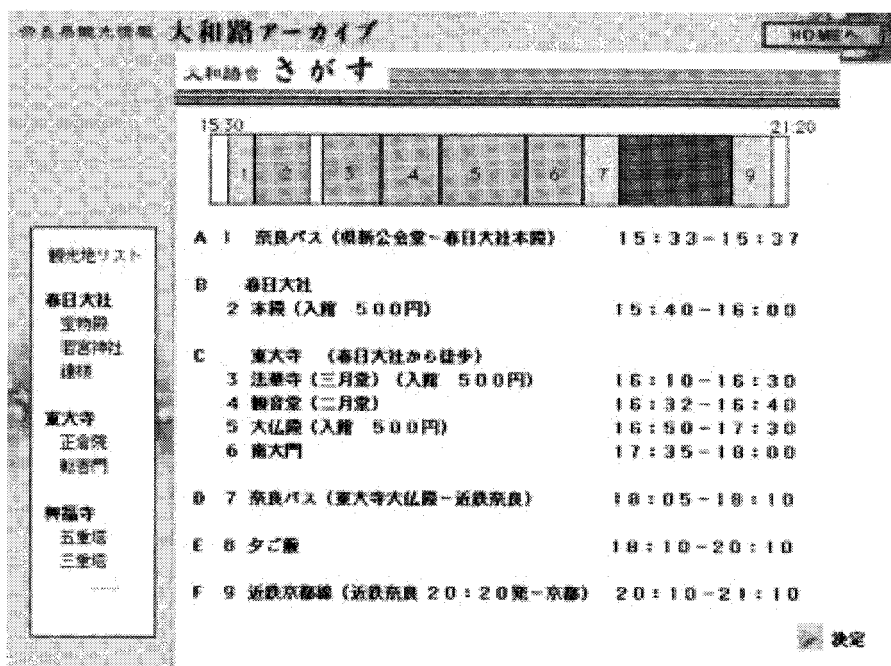 なら県観光情報 大和路アーカイブ
HOMEへ
大和路を さがす
15:30 21:20
1 2 3 4 5 6 7 9
観光地リスト
春日大社
宝物殿
若宮神社
東大寺
正倉院
転害門
興福寺
五重塔
三重塔
A 1 奈良バス（県新公会堂－春日大社本殿） 15：33－15：37
B 春日大社
2 本殿（入館 500円） 15：40－16：00
C 東大寺 （春日大社から徒歩）
3 法華寺（三月堂）（入館 500円） 16：10－16：30
4 観音堂（二月堂） 16：32－16：40
5 大仏殿（入館 500円） 16：50－17：30
6 南大門 17：35－18：00
D 7 奈良バス（東大寺大仏殿－近鉄奈良） 18：05－18：10
E 8 夕ご飯 18：10－20：10
F 9 近鉄京都線（近鉄奈良 20：20発－京都） 20：10－21：10
決定